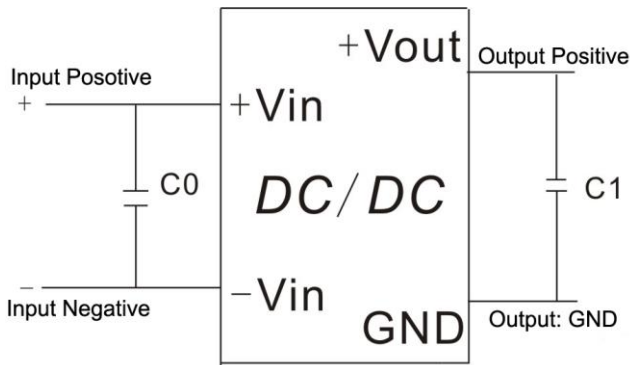 +Vout
Output Positive
Input Posotive
+
+Vin
C0
DC/DC
C1
−
−Vin
Input Negative
GND
Output: GND